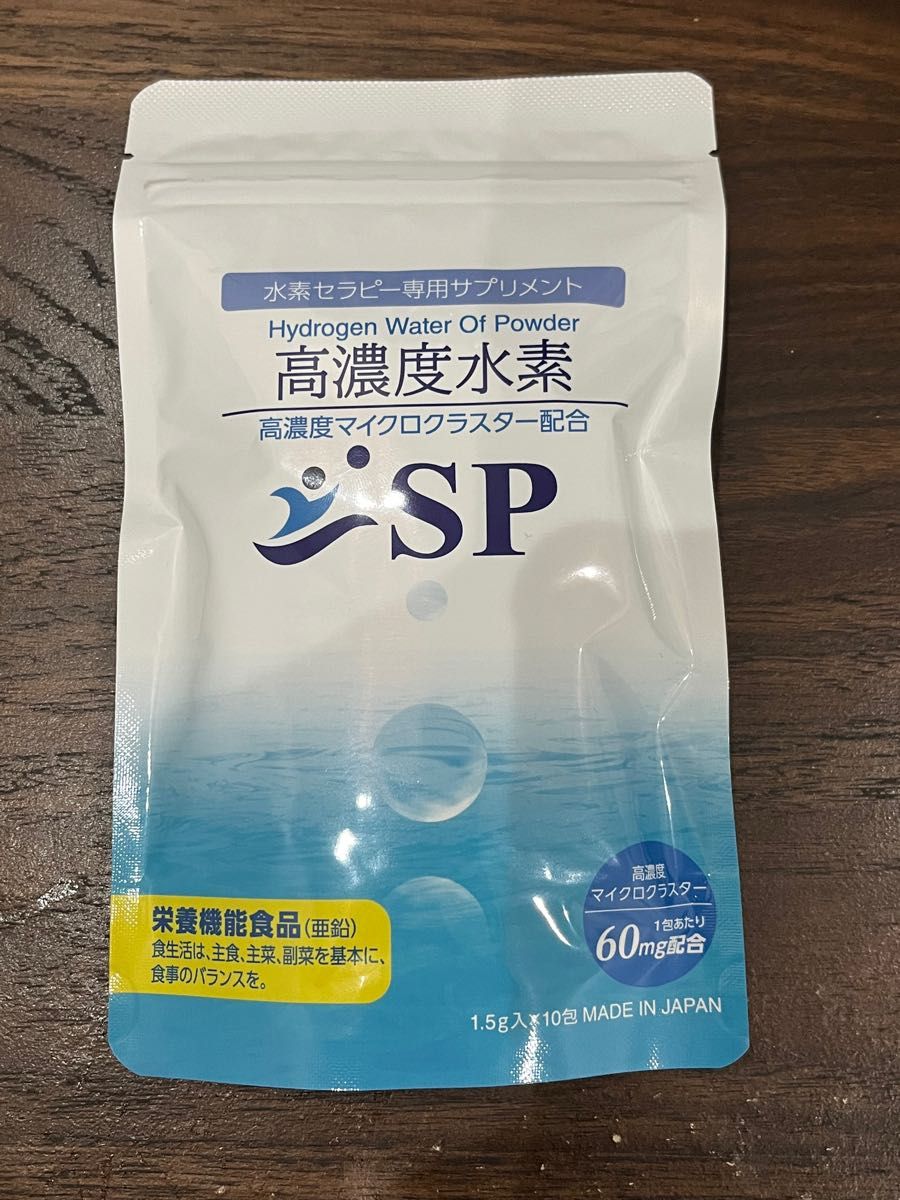 水素セラピー専用サプリメント
Hydrogen Water Of Powder
高濃度水素
高濃度マイクロクラスター配合
SP
高濃度
マイクロクラスター
1包あたり
60mg配合
栄養機能食品(亜鉛)
食生活は、主食、主菜、副菜を基本に、
食事のバランスを。
1.5g入×10包 MADE IN JAPAN